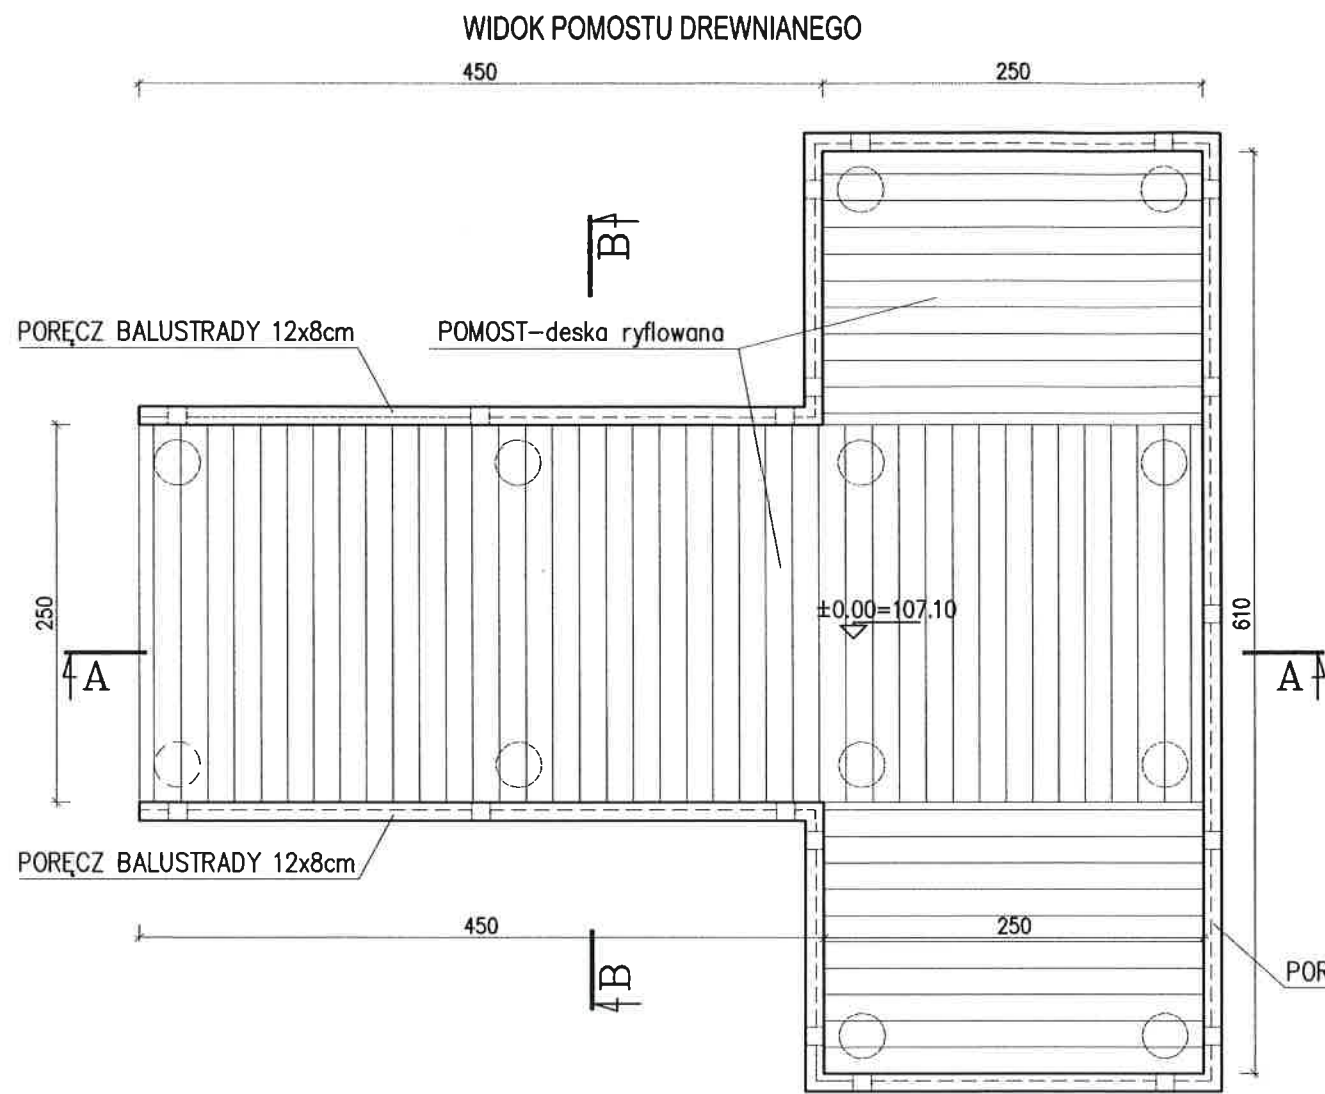 WIDOK POMOSTU DREWNIANEGO
450
250
B
PORĘCZ BALUSTRADY 12x8cm
POMOST-deska ryflowana
250
±0.00=107.10
610
A
A
PORĘCZ BALUSTRADY 12x8cm
450
250
B
POR